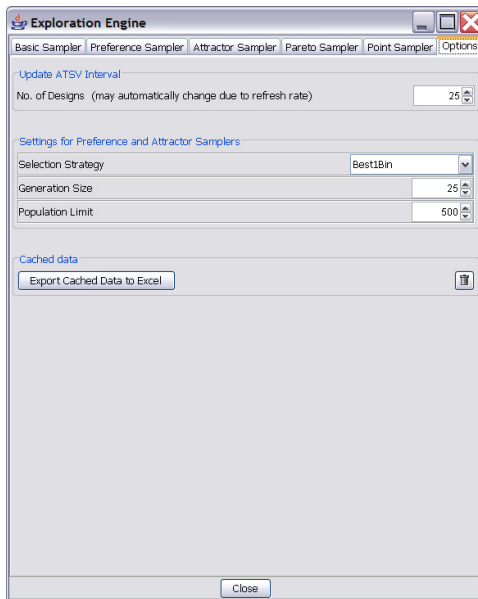 Exploration Engine
Basic Sampler Preference Sampler Attractor Sampler Pareto Sampler Point Sampler Options
Update ATSV Interval
No. of Designs (may automatically change due to refresh rate) 25
Settings for Preference and Attractor Samplers
Selection Strategy Best1Bin
Generation Size 25
Population Limit 500
Cached data
Export Cached Data to Excel
Close